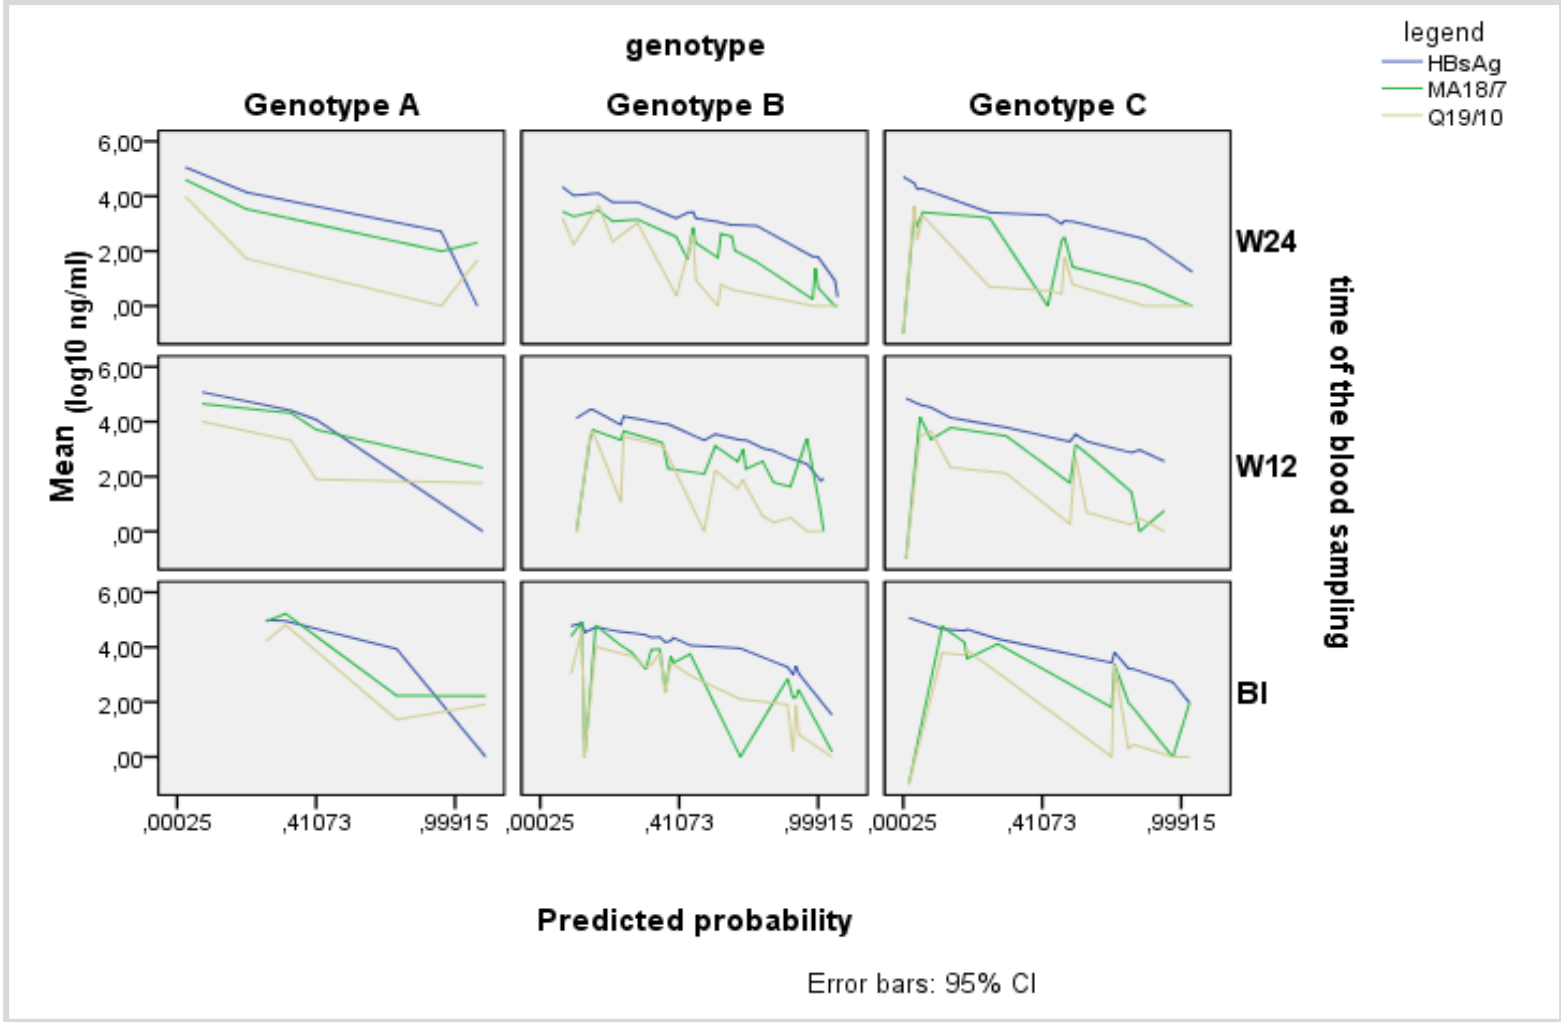 genotype
legend
HBsAg
MA18/7
Q19/10
Genotype A
Genotype B
Genotype C
Mean (log10 ng/ml)
6,00
4,00
2,00
,00
W24
6,00
4,00
2,00
,00
W12
6,00
4,00
2,00
,00
BI
time of the blood sampling
,00025
,41073
,99915
,00025
,41073
,99915
,00025
,41073
,99915
Predicted probability
Error bars: 95% CI